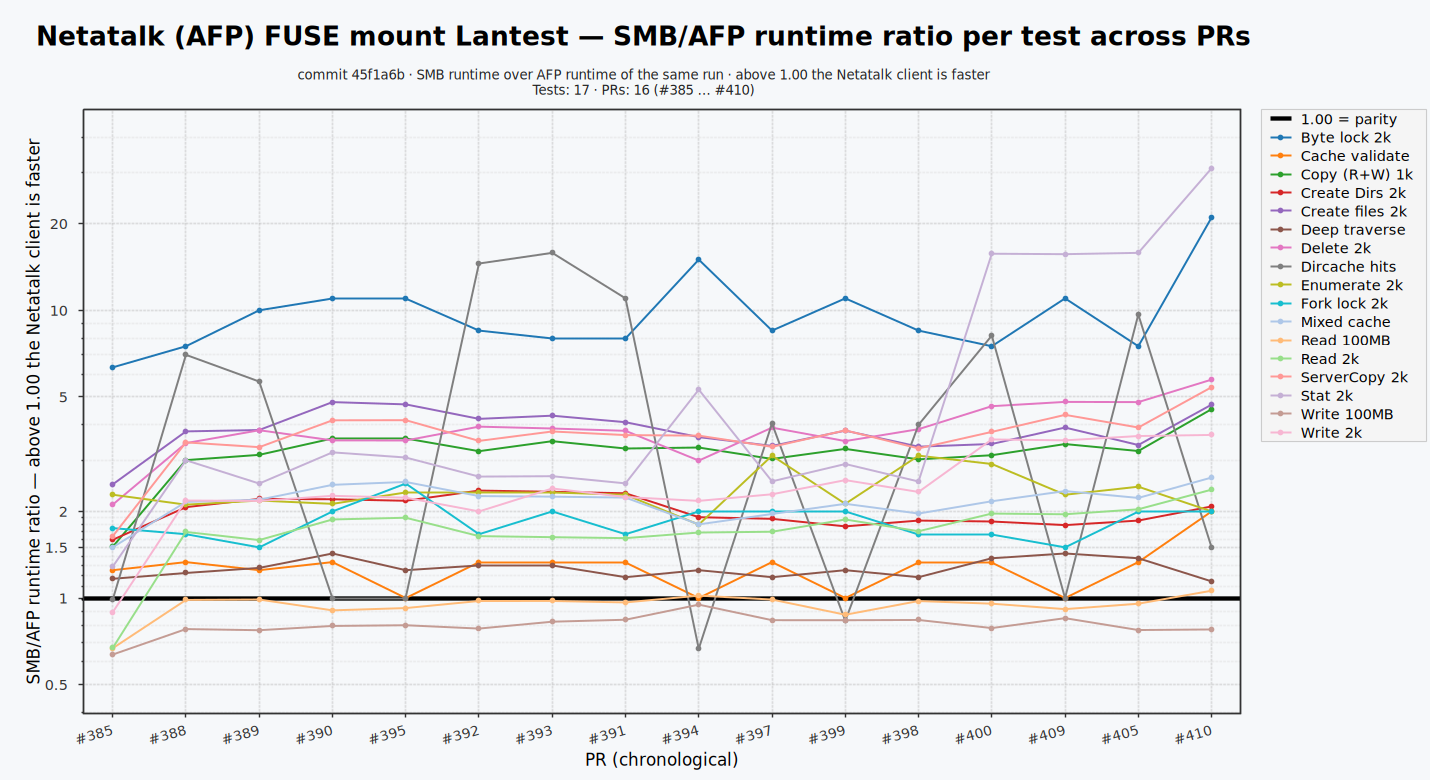 Netatalk (AFP) FUSE mount Lantest — SMB/AFP runtime ratio per test across PRs
commit 45f1a6b · SMB runtime over AFP runtime of the same run · above 1.00 the Netatalk client is faster
Tests: 17 · PRs: 16 (#385 … #410)
SMB/AFP runtime ratio — above 1.00 the Netatalk client is faster
20
10
5
2
1.5
1
0.5
#385
#388
#389
#390
#395
#392
#393
#391
#394
#397
#399
#398
#400
#409
#405
#410
PR (chronological)
1.00 = parity
Byte lock 2k
Cache validate
Copy (R+W) 1k
Create Dirs 2k
Create files 2k
Deep traverse
Delete 2k
Dircache hits
Enumerate 2k
Fork lock 2k
Mixed cache
Read 100MB
Read 2k
ServerCopy 2k
Stat 2k
Write 100MB
Write 2k